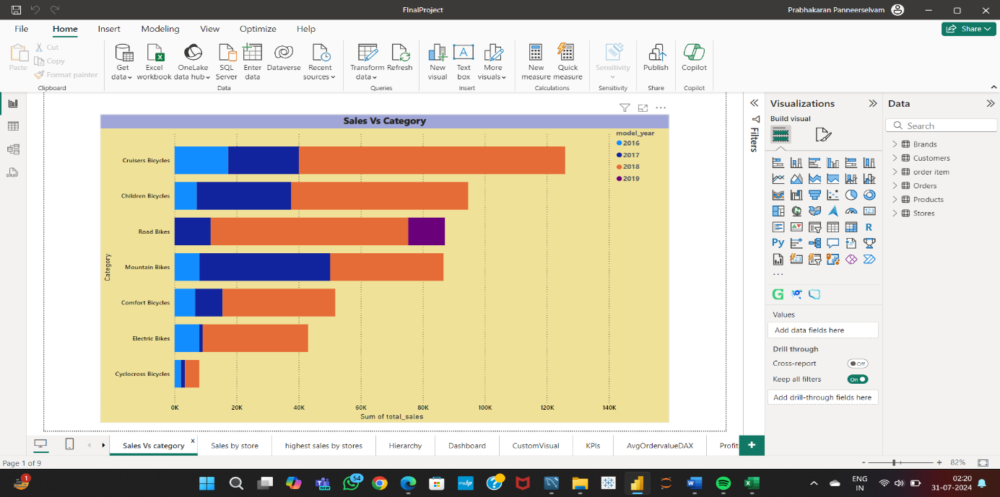 FInalProject
Prabhakaran Panneerselvam
File Home Insert Modeling View Optimize Help
Share
Paste
Cut
Copy
Format painter
Clipboard
Get data
Excel workbook
OneLake data hub
SQL Server
Enter data
Dataverse
Recent sources
Data
Transform data
Refresh
Queries
New visual
Text box
More visuals
Insert
New measure
Quick measure
Calculations
Sensitivity
Sensitivity
Publish
Share
Copilot
Copilot
Sales Vs Category
model_year
2016
2017
2018
2019
Category
Cruisers Bicycles
Children Bicycles
Road Bikes
Mountain Bikes
Comfort Bicycles
Electric Bikes
Cyclocross Bicycles
0K 20K 40K 60K 80K 100K 120K 140K
Sum of total_sales
Filters
Visualizations
Build visual
123
R
Py
123
...
G
Values
Add data fields here
Drill through
Cross-report
Off
Keep all filters
On
Add drill-through fields here
Data
Search
Brands
Customers
order item
Orders
Products
Stores
Sales Vs category x
Sales by store
highest sales by stores
Hierarchy
Dashboard
CustomVisual
KPIs
AvgOrdervalueDAX
Profit
+
Page 1 of 9
- + 82%
1
NEW
54
ENG
IN
02:20
31-07-2024